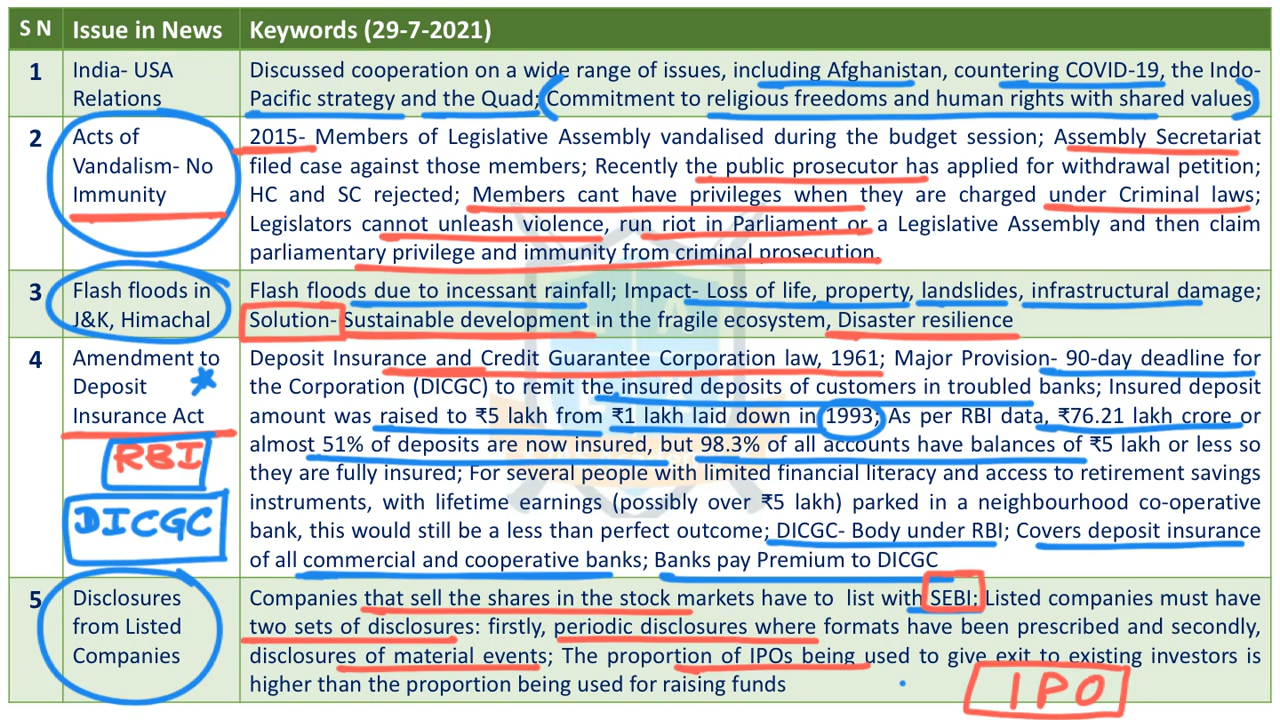 S N Issue in News Keywords (29-7-2021)
1 India- USA Relations
Discussed cooperation on a wide range of issues, including Afghanistan, countering COVID-19, the Indo-
Pacific strategy and the Quad; Commitment to religious freedoms and human rights with shared values
2 Acts of
Vandalism- No
Immunity
2015- Members of Legislative Assembly vandalised during the budget session; Assembly Secretariat
filed case against those members; Recently the public prosecutor has applied for withdrawal petition;
HC and SC rejected; Members cant have privileges when they are charged under Criminal laws;
Legislators cannot unleash violence, run riot in Parliament or a Legislative Assembly and then claim
parliamentary privilege and immunity from criminal prosecution.
3 Flash floods in
J&K, Himachal
Flash floods due to incessant rainfall; Impact- Loss of life, property, landslides, infrastructural damage;
Solution- Sustainable development in the fragile ecosystem, Disaster resilience
4 Amendment to
Deposit
Insurance Act
RBI
DICGC
Deposit Insurance and Credit Guarantee Corporation law, 1961; Major Provision- 90-day deadline for
the Corporation (DICGC) to remit the insured deposits of customers in troubled banks; Insured deposit
amount was raised to ₹5 lakh from ₹1 lakh laid down in 1993; As per RBI data, ₹76.21 lakh crore or
almost 51% of deposits are now insured, but 98.3% of all accounts have balances of ₹5 lakh or less so
they are fully insured; For several people with limited financial literacy and access to retirement savings
instruments, with lifetime earnings (possibly over ₹5 lakh) parked in a neighbourhood co-operative
bank, this would still be a less than perfect outcome; DICGC- Body under RBI; Covers deposit insurance
of all commercial and cooperative banks; Banks pay Premium to DICGC
5 Disclosures
from Listed
Companies
Companies that sell the shares in the stock markets have to list with SEBI; Listed companies must have
two sets of disclosures: firstly, periodic disclosures where formats have been prescribed and secondly,
disclosures of material events; The proportion of IPOs being used to give exit to existing investors is
higher than the proportion being used for raising funds
IPO